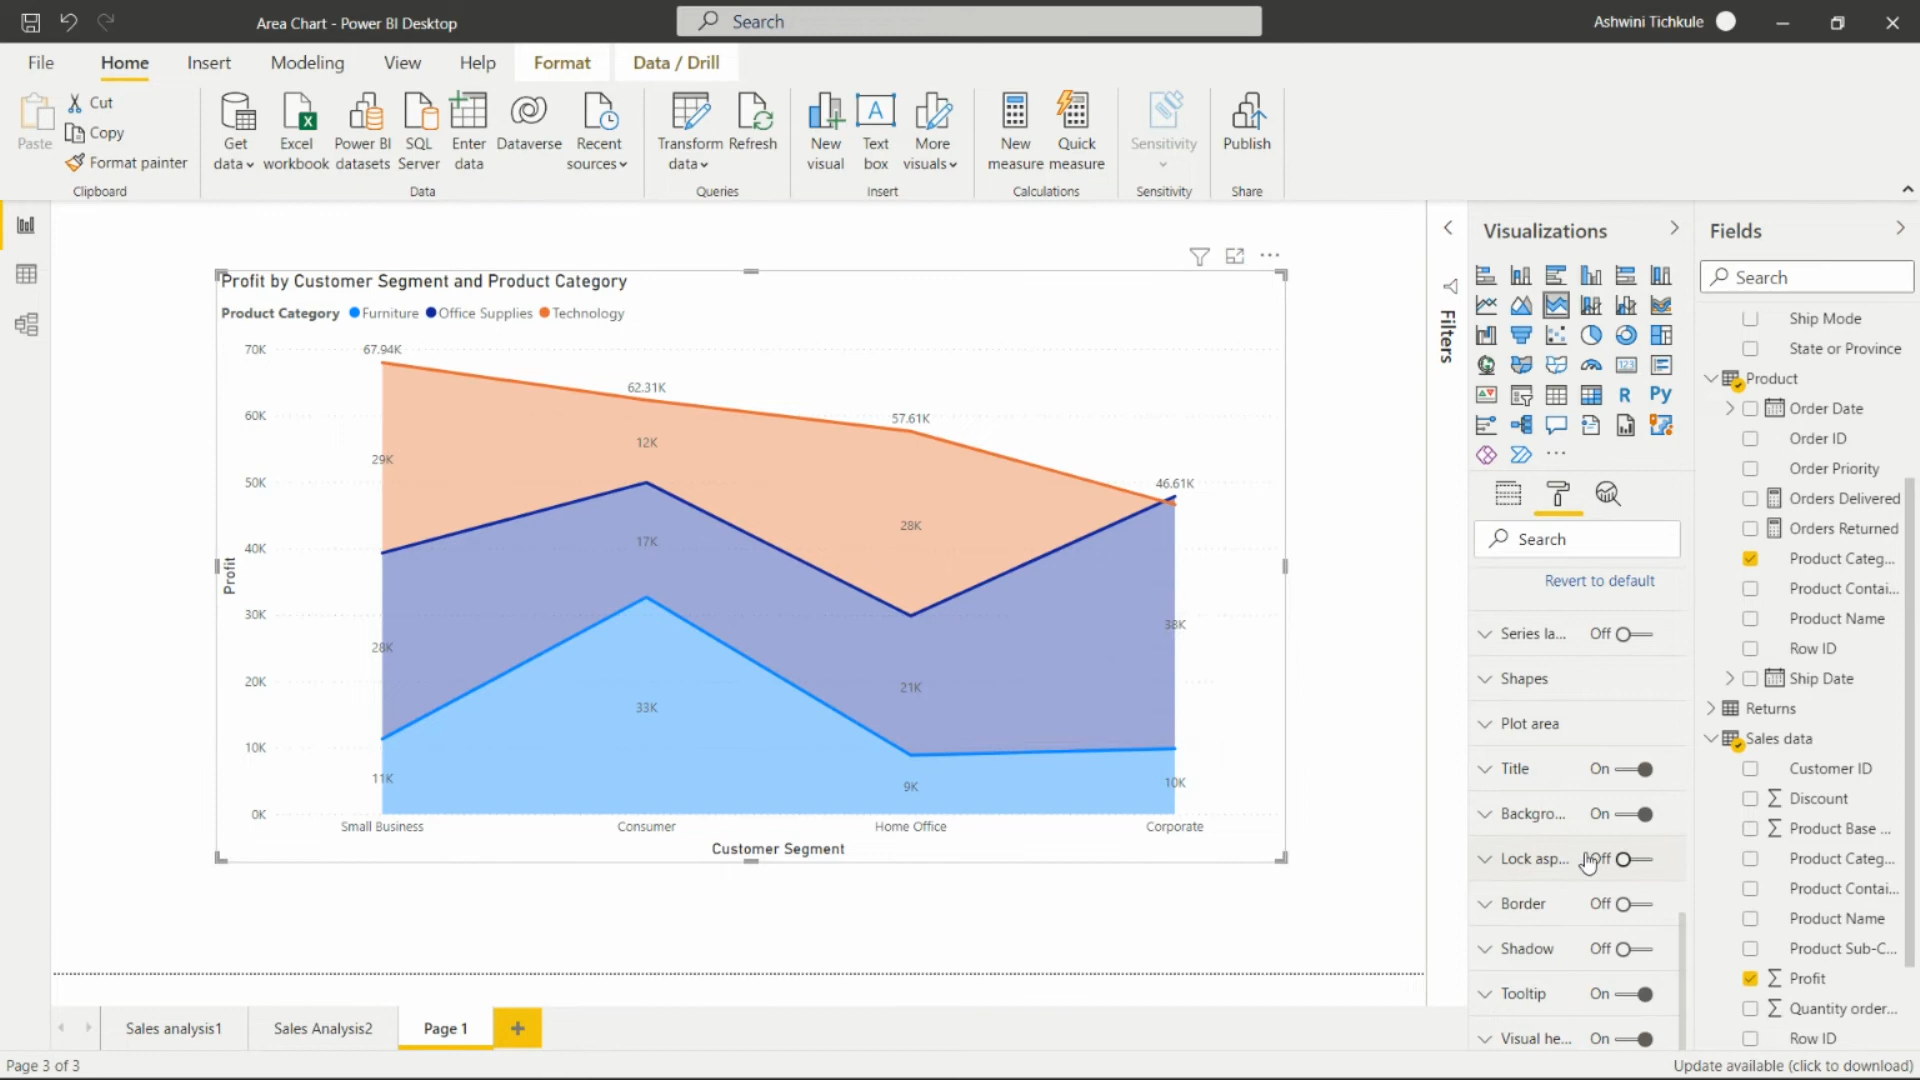 Area Chart - Power BI Desktop
Search
Ashwini Tichkule
File
Home
Insert
Modeling
View
Help
Format
Data / Drill
Paste
Cut
Copy
Format painter
Clipboard
Get data
Excel workbook
Power BI datasets
SQL Server
Enter data
Dataverse
Recent sources
Data
Transform data
Refresh
Queries
New visual
A
Text box
More visuals
Insert
New measure
Quick measure
Calculations
Sensitivity
Sensitivity
Publish
Share
Profit by Customer Segment and Product Category
Product Category Furniture Office Supplies Technology
70K
60K
50K
40K
30K
20K
10K
0K
Profit
67.94K
62.31K
57.61K
46.61K
29K
12K
28K
28K
17K
21K
38K
11K
33K
9K
10K
Small Business
Consumer
Home Office
Corporate
Customer Segment
Filters
Visualizations
123
R
Py
Search
Revert to default
Series la... Off
Shapes
Plot area
Title On
Backgro... On
Lock asp... Off
Border Off
Shadow Off
Tooltip On
Visual he... On
Fields
Search
Ship Mode
State or Province
Product
Order Date
Order ID
Order Priority
Orders Delivered
Orders Returned
Product Categ...
Product Contai...
Product Name
Row ID
Ship Date
Returns
Sales data
Customer ID
Discount
Product Base ...
Product Categ...
Product Contai...
Product Name
Product Sub-C...
Profit
Quantity order...
Row ID
Sales analysis1
Sales Analysis2
Page 1
+
Page 3 of 3
Update available (click to download)